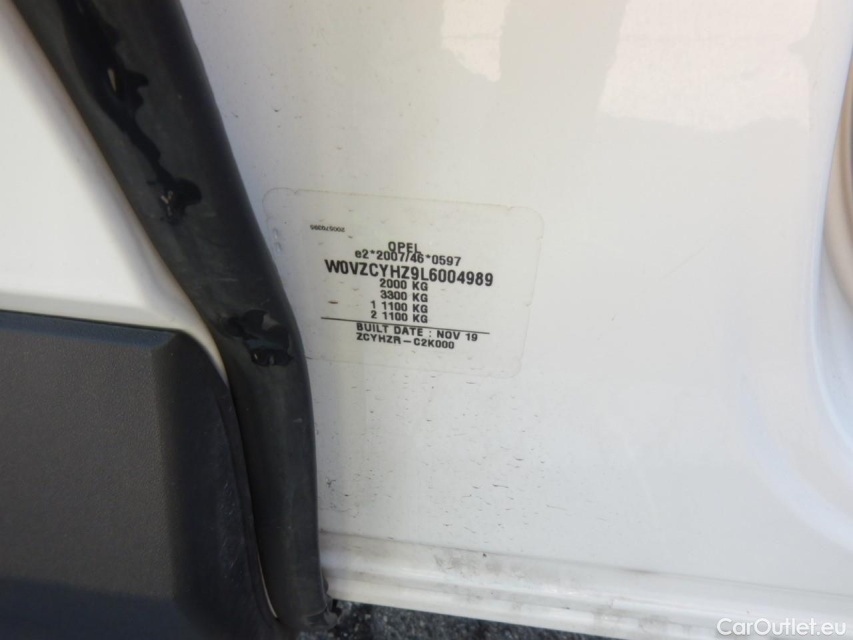 OPEL
e2*2007/46*0597
W0VZCYHZ9L6004989
2000 KG
3300 KG
1 1100 KG
2 1100 KG
BUILT DATE : NOV 19
ZCYHZR-C2K000
CarOutlet.eu